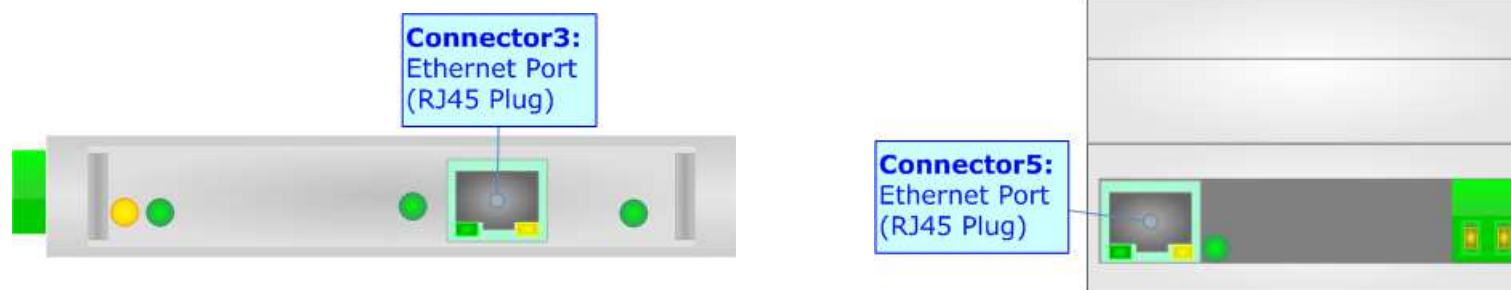 Connector3:
Ethernet Port
(RJ45 Plug)
Connector5:
Ethernet Port
(RJ45 Plug)